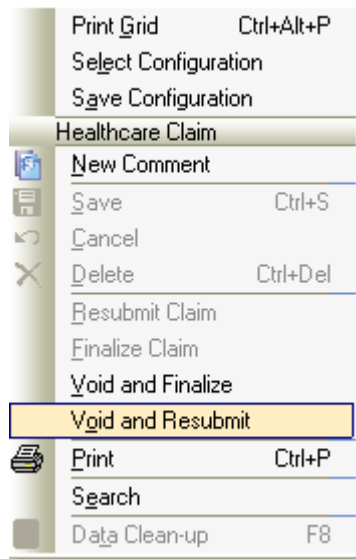 Print Grid Ctrl+Alt+P
Select Configuration
Save Configuration
Healthcare Claim
New Comment
Save Ctrl+S
Cancel
Delete Ctrl+Del
Resubmit Claim
Finalize Claim
Void and Finalize
Void and Resubmit
Print Ctrl+P
Search
Data Clean-up F8